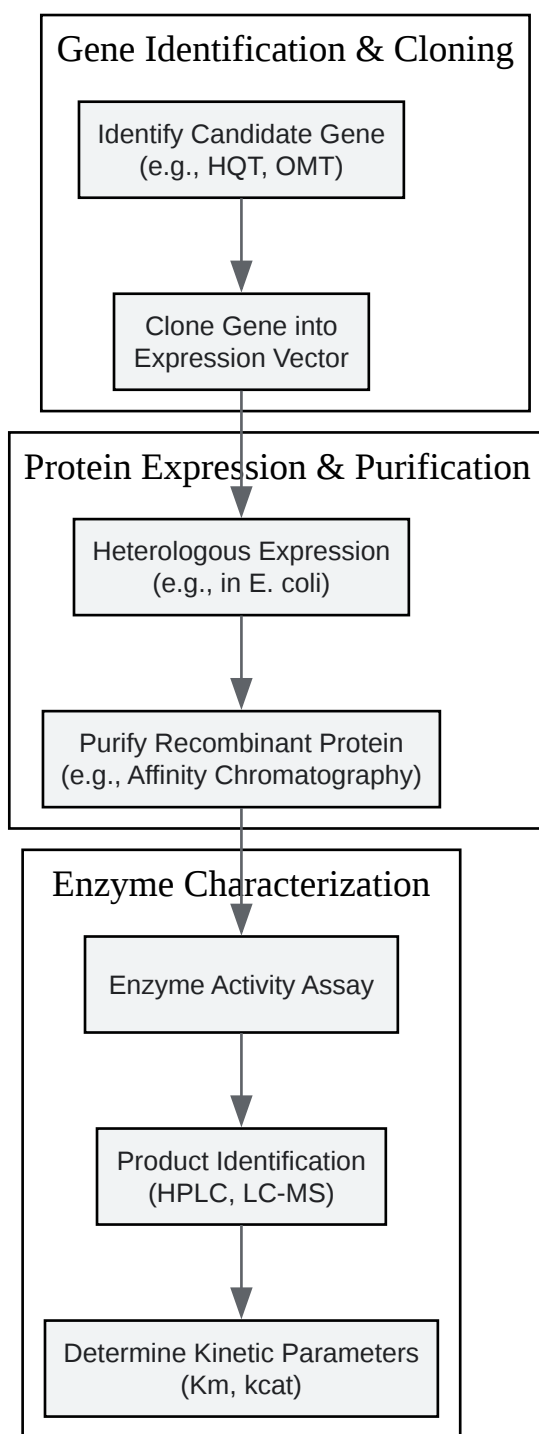 Gene Identification & Cloning
Identify Candidate Gene
(e.g., HQT, OMT)
Clone Gene into
Expression Vector
Protein Expression & Purification
Heterologous Expression
(e.g., in E. coli)
Purify Recombinant Protein
(e.g., Affinity Chromatography)
Enzyme Characterization
Enzyme Activity Assay
Product Identification
(HPLC, LC-MS)
Determine Kinetic Parameters
(Km, kcat)